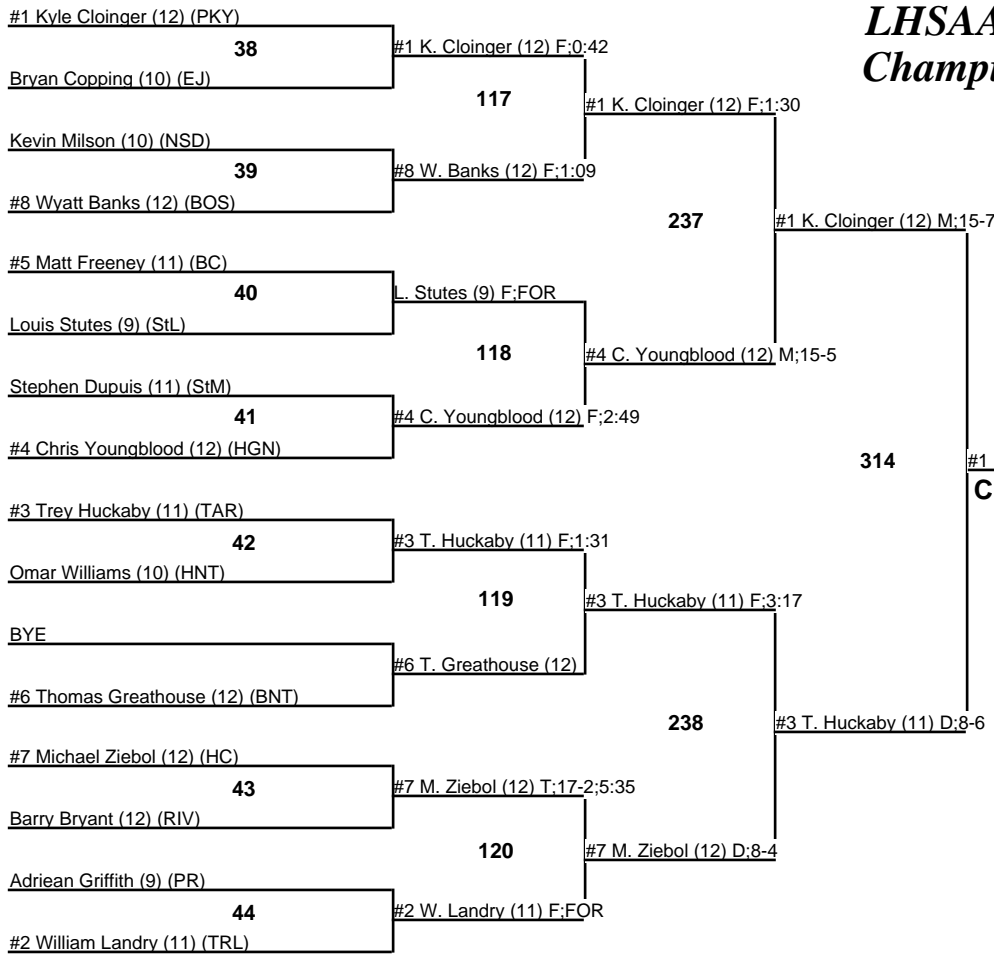 LHSAA
Champi
#1 Kyle Cloinger (12) (PKY)
38
Bryan Copping (10) (EJ)
#1 K. Cloinger (12) F;0:42
117
Kevin Milson (10) (NSD)
39
#8 Wyatt Banks (12) (BOS)
#8 W. Banks (12) F;1:09
#1 K. Cloinger (12) F;1:30
237
#5 Matt Freeney (11) (BC)
40
Louis Stutes (9) (StL)
L. Stutes (9) F;FOR
118
Stephen Dupuis (11) (StM)
41
#4 Chris Youngblood (12) (HGN)
#4 C. Youngblood (12) F;2:49
#4 C. Youngblood (12) M;15-5
#1 K. Cloinger (12) M;15-7
314
#1
C
#3 Trey Huckaby (11) (TAR)
42
Omar Williams (10) (HNT)
#3 T. Huckaby (11) F;1:31
119
BYE
#6 Thomas Greathouse (12) (BNT)
#6 T. Greathouse (12)
#3 T. Huckaby (11) F;3:17
238
#7 Michael Ziebol (12) (HC)
43
Barry Bryant (12) (RIV)
#7 M. Ziebol (12) T;17-2;5:35
120
Adriean Griffith (9) (PR)
44
#2 William Landry (11) (TRL)
#2 W. Landry (11) F;FOR
#7 M. Ziebol (12) D;8-4
#3 T. Huckaby (11) D;8-6